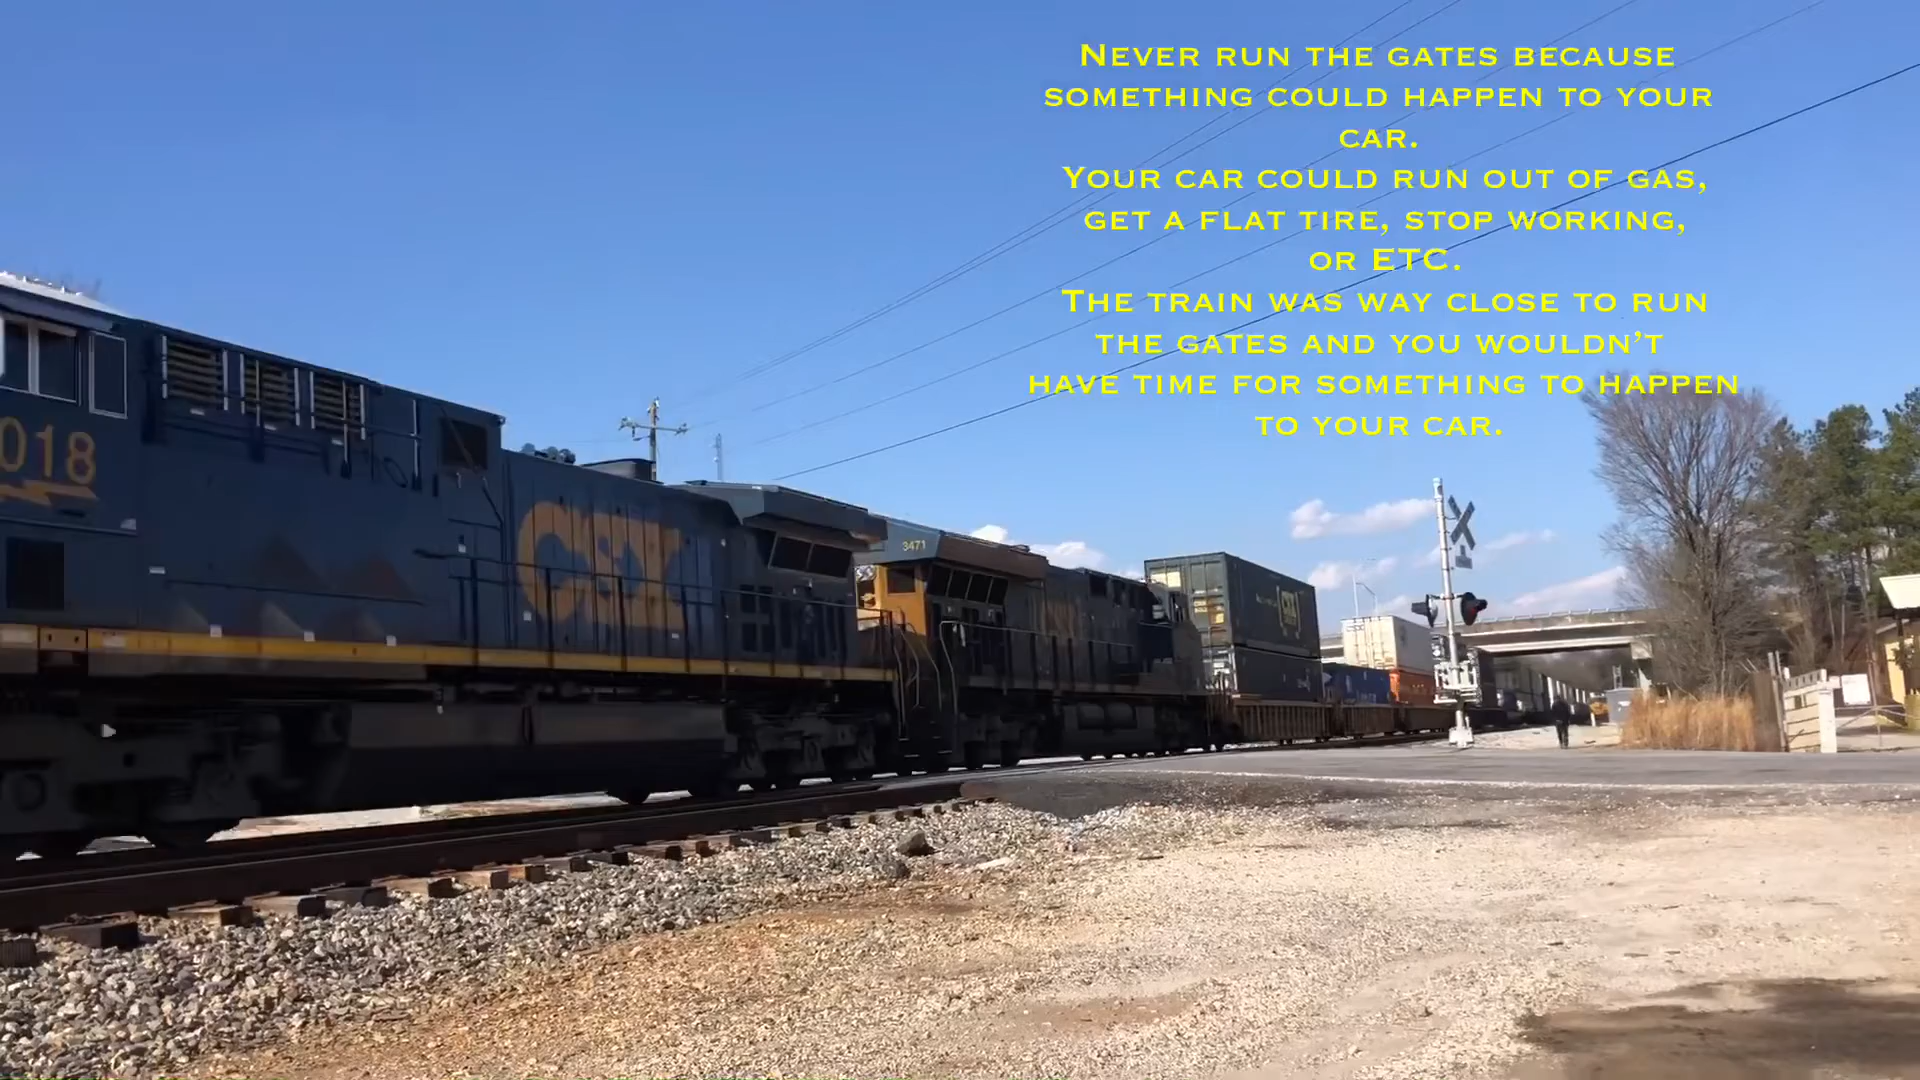 Never run the gates because
something could happen to your
car.
Your car could run out of gas,
get a flat tire, stop working,
or ETC.
The train was way close to run
the gates and you wouldn't
have time for something to happen
to your car.
018
CSX
3471